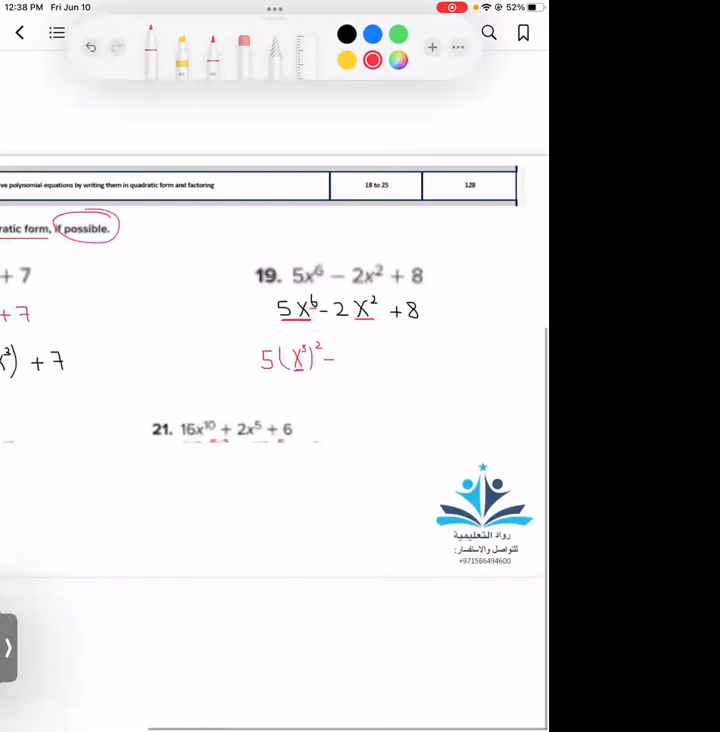 12:38 PM Fri Jun 10
52%
ve polynomial equations by writing them in quadratic form and factoring 18 to 25 128
ratic form, if possible.
+ 7
19. 5x⁶ − 2x² + 8
+ 7
5x⁶ - 2x² + 8
x³) + 7
5(x³)² -
21. 16x¹⁰ + 2x⁵ + 6
رواد التعليمية
للتواصل والاستفسار:
+971566494600